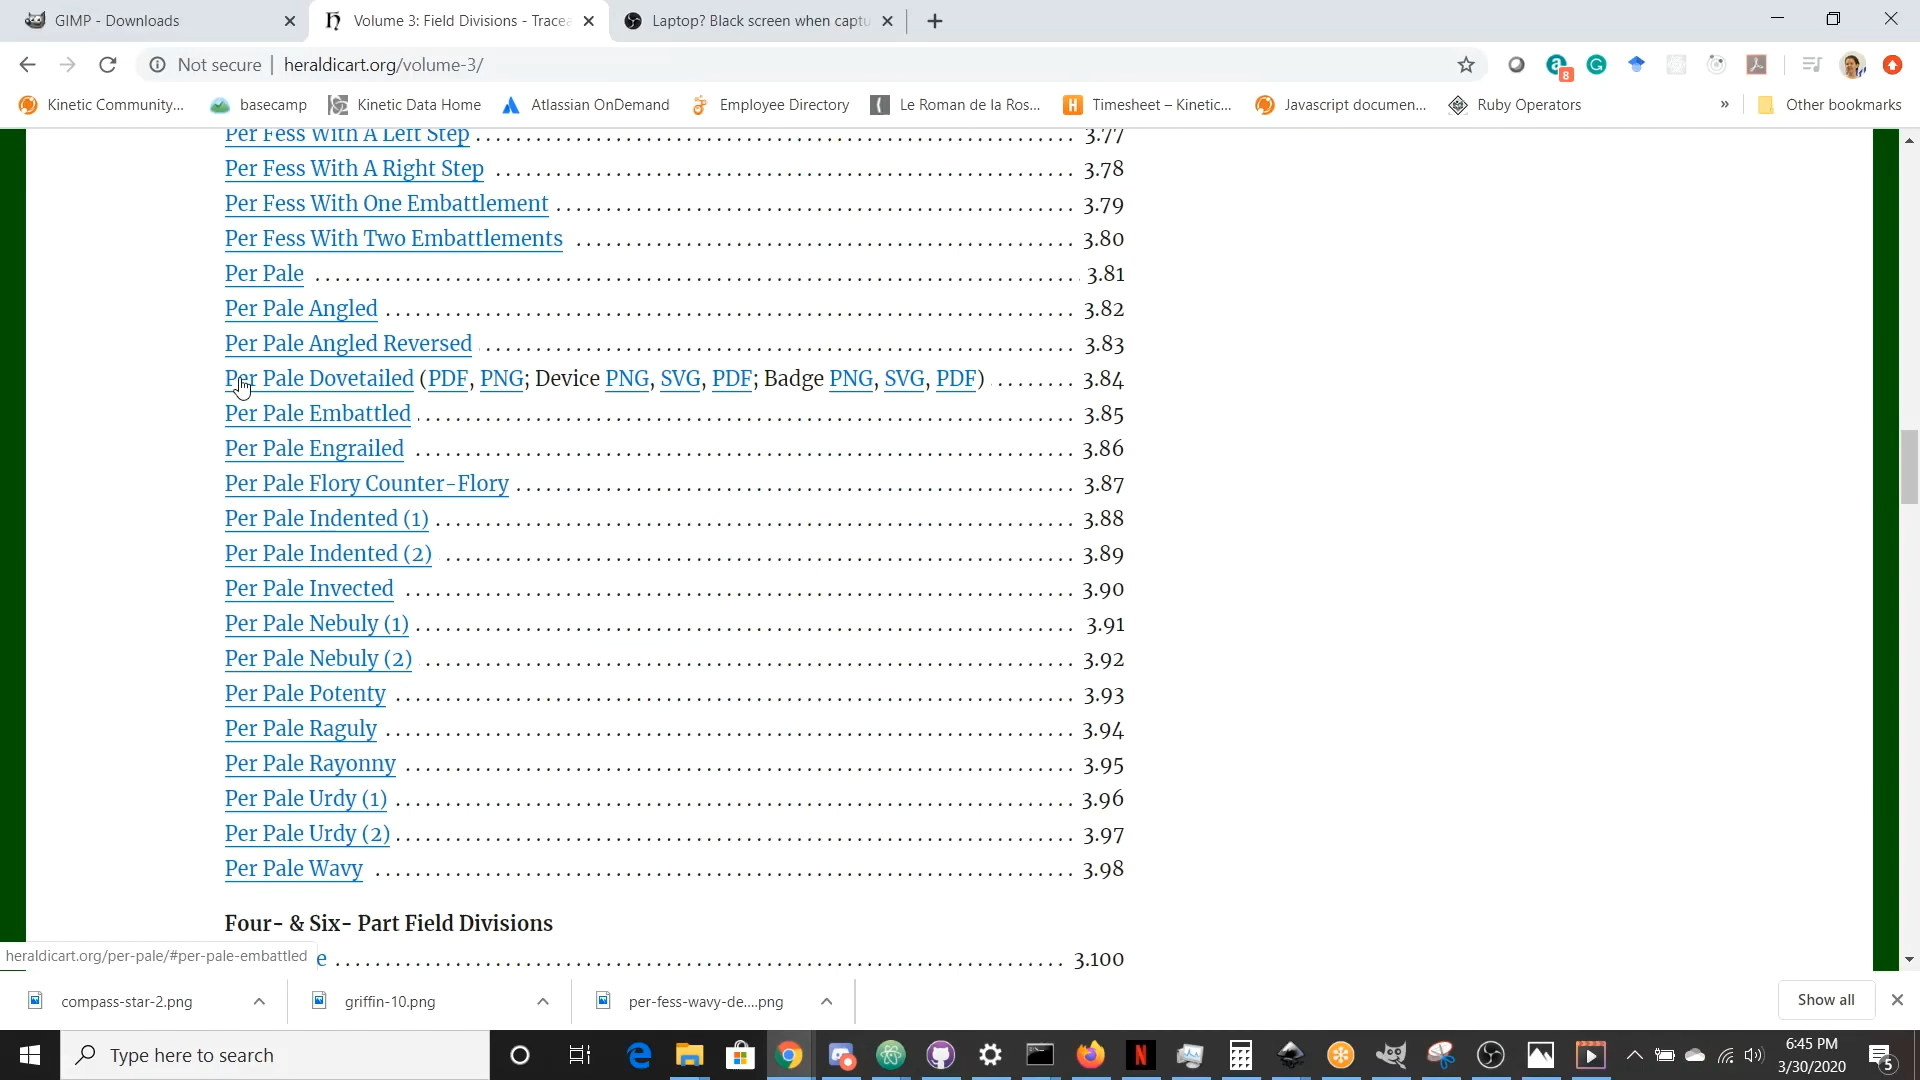 GIMP - Downloads
Volume 3: Field Divisions - Tracea
Laptop? Black screen when captu
Not secure | heraldicart.org/volume-3/
8
Kinetic Community...
basecamp
Kinetic Data Home
Atlassian OnDemand
Employee Directory
Le Roman de la Ros...
Timesheet – Kinetic...
Javascript documen...
Ruby Operators
»
Other bookmarks
Per Fess With A Left Step 3.77
Per Fess With A Right Step 3.78
Per Fess With One Embattlement 3.79
Per Fess With Two Embattlements 3.80
Per Pale 3.81
Per Pale Angled 3.82
Per Pale Angled Reversed 3.83
Per Pale Dovetailed (PDF, PNG; Device PNG, SVG, PDF; Badge PNG, SVG, PDF) 3.84
Per Pale Embattled 3.85
Per Pale Engrailed 3.86
Per Pale Flory Counter-Flory 3.87
Per Pale Indented (1) 3.88
Per Pale Indented (2) 3.89
Per Pale Invected 3.90
Per Pale Nebuly (1) 3.91
Per Pale Nebuly (2) 3.92
Per Pale Potenty 3.93
Per Pale Raguly 3.94
Per Pale Rayonny 3.95
Per Pale Urdy (1) 3.96
Per Pale Urdy (2) 3.97
Per Pale Wavy 3.98
Four- & Six- Part Field Divisions
heraldicart.org/per-pale/#per-pale-embattled
e 3.100
compass-star-2.png
griffin-10.png
per-fess-wavy-de....png
Show all
Type here to search
6:45 PM
3/30/2020
5